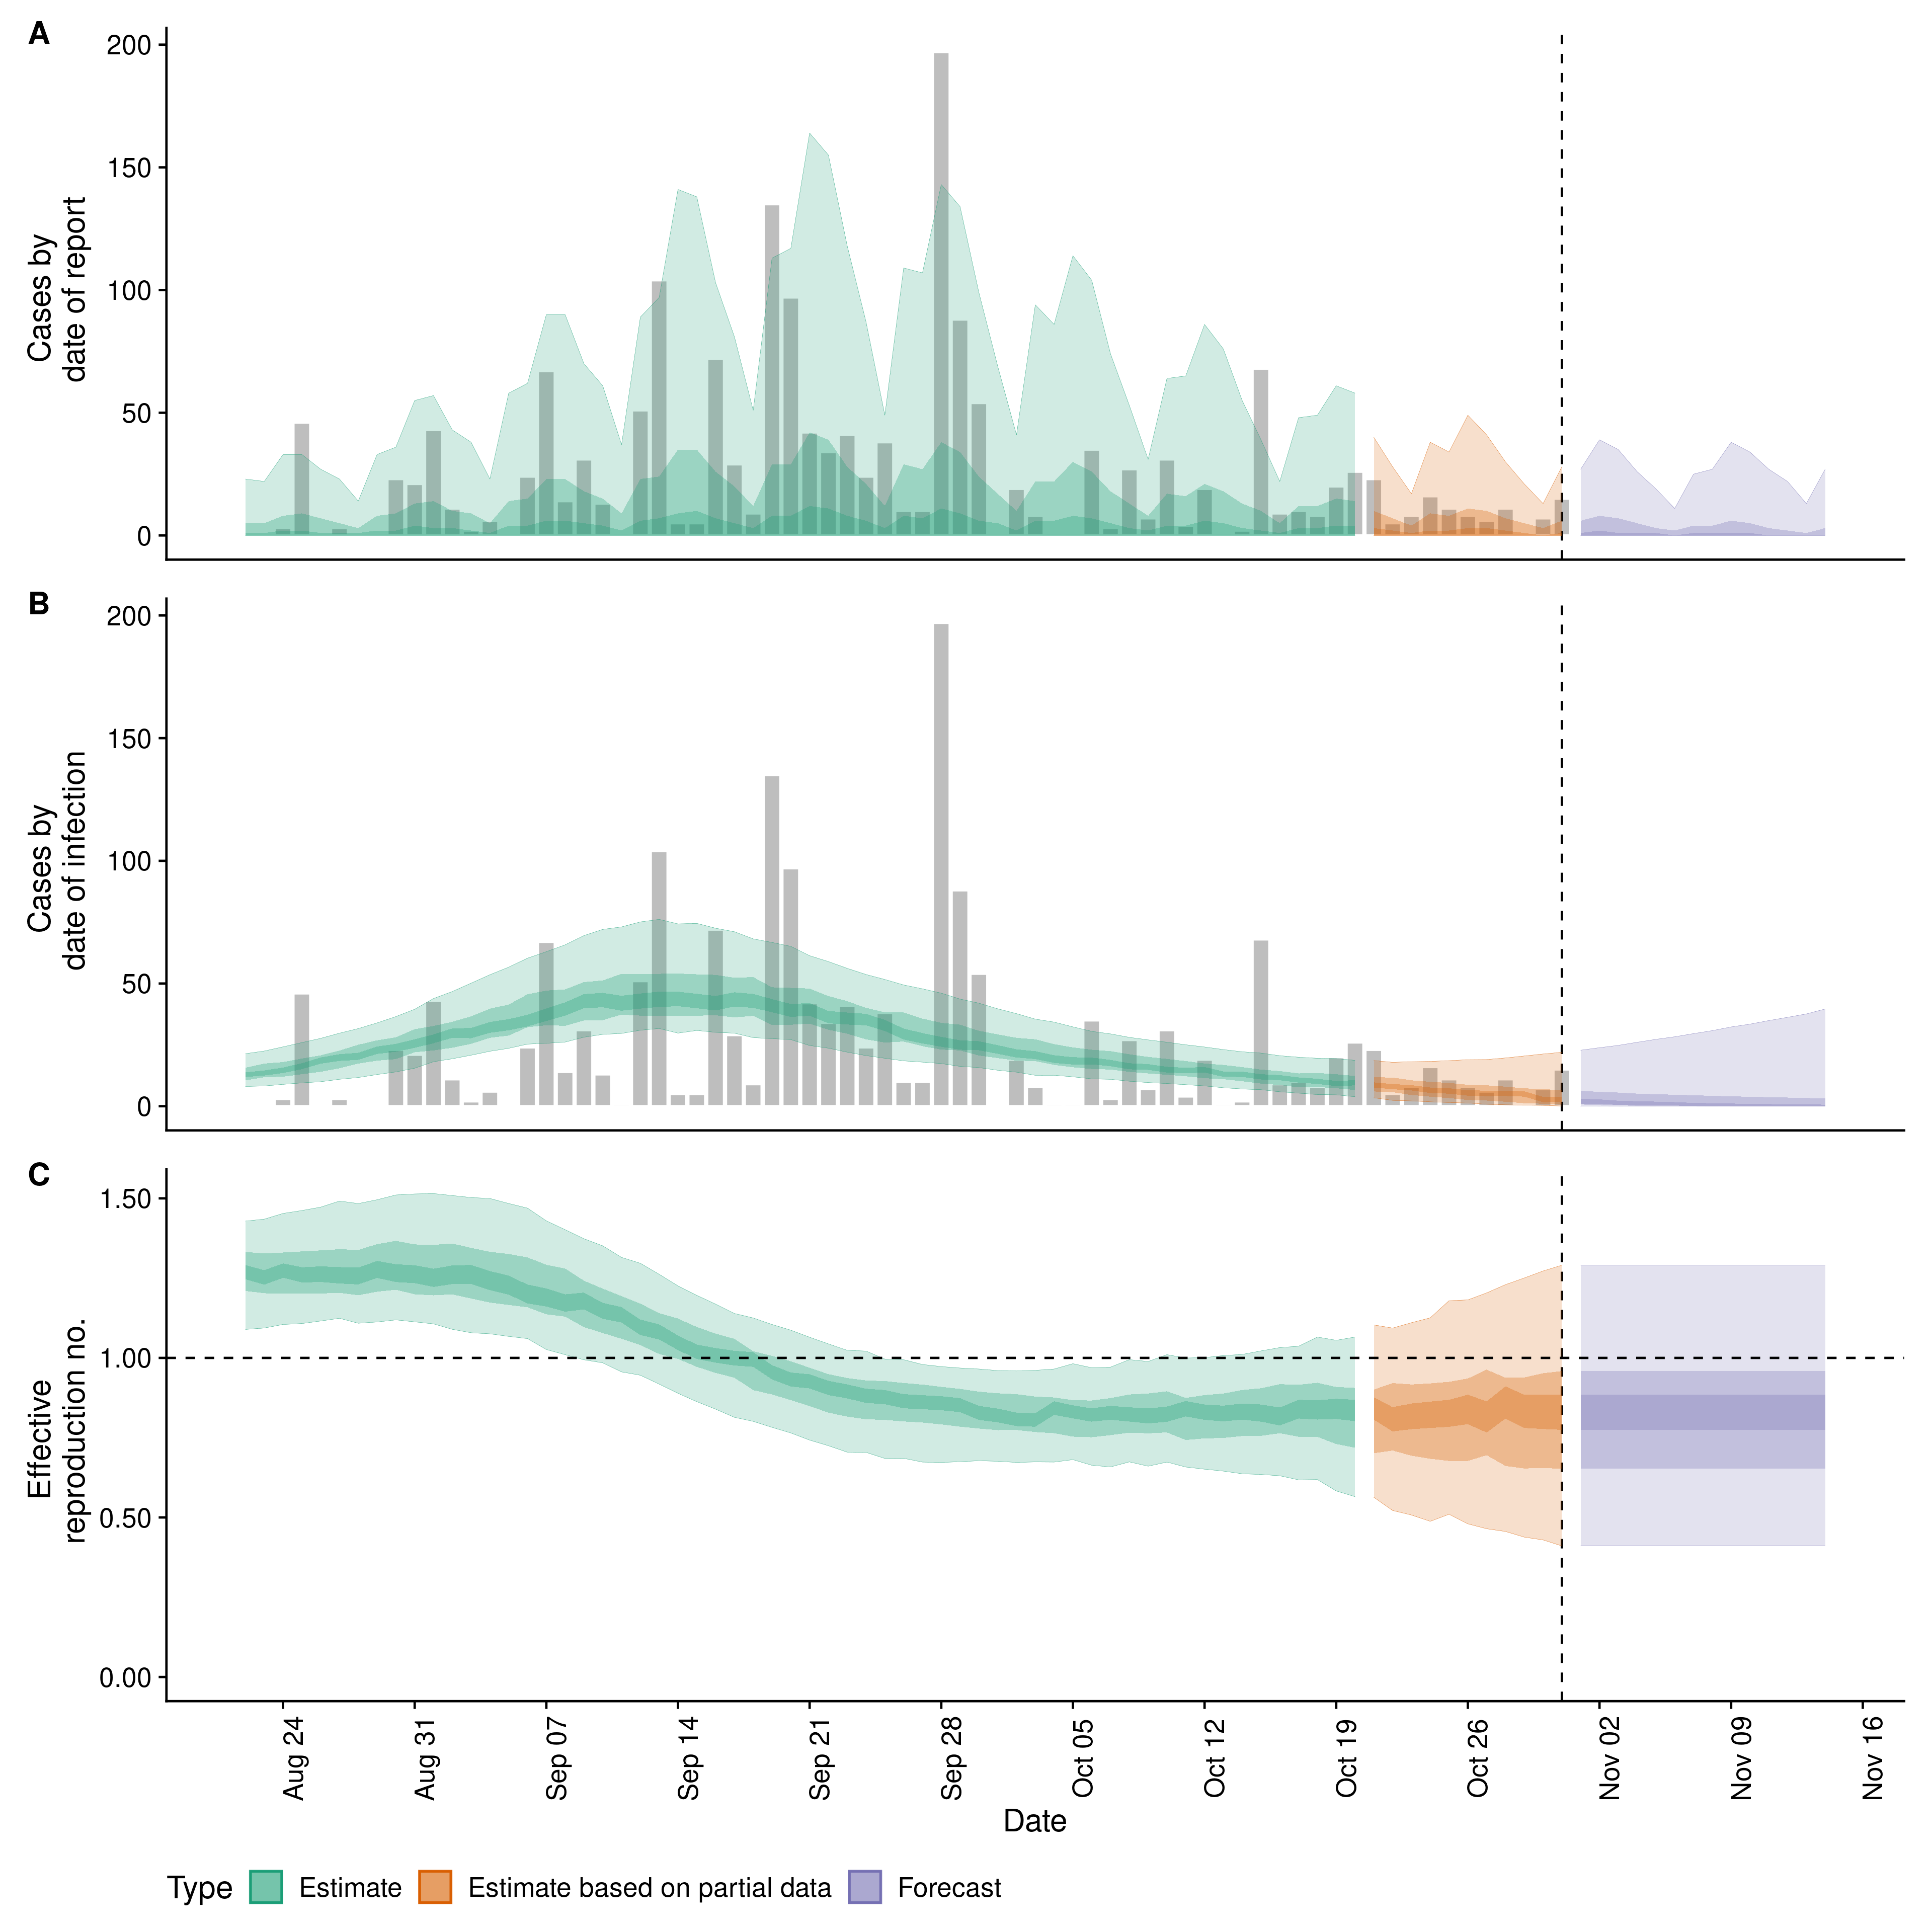 A
200
150
100
50
0
Cases by
date of report
B
200
150
100
50
0
Cases by
date of infection
C
1.50
1.00
0.50
0.00
Effective
reproduction no.
Aug 24
Aug 31
Sep 07
Sep 14
Sep 21
Sep 28
Oct 05
Oct 12
Oct 19
Oct 26
Nov 02
Nov 09
Nov 16
Date
Type Estimate Estimate based on partial data Forecast